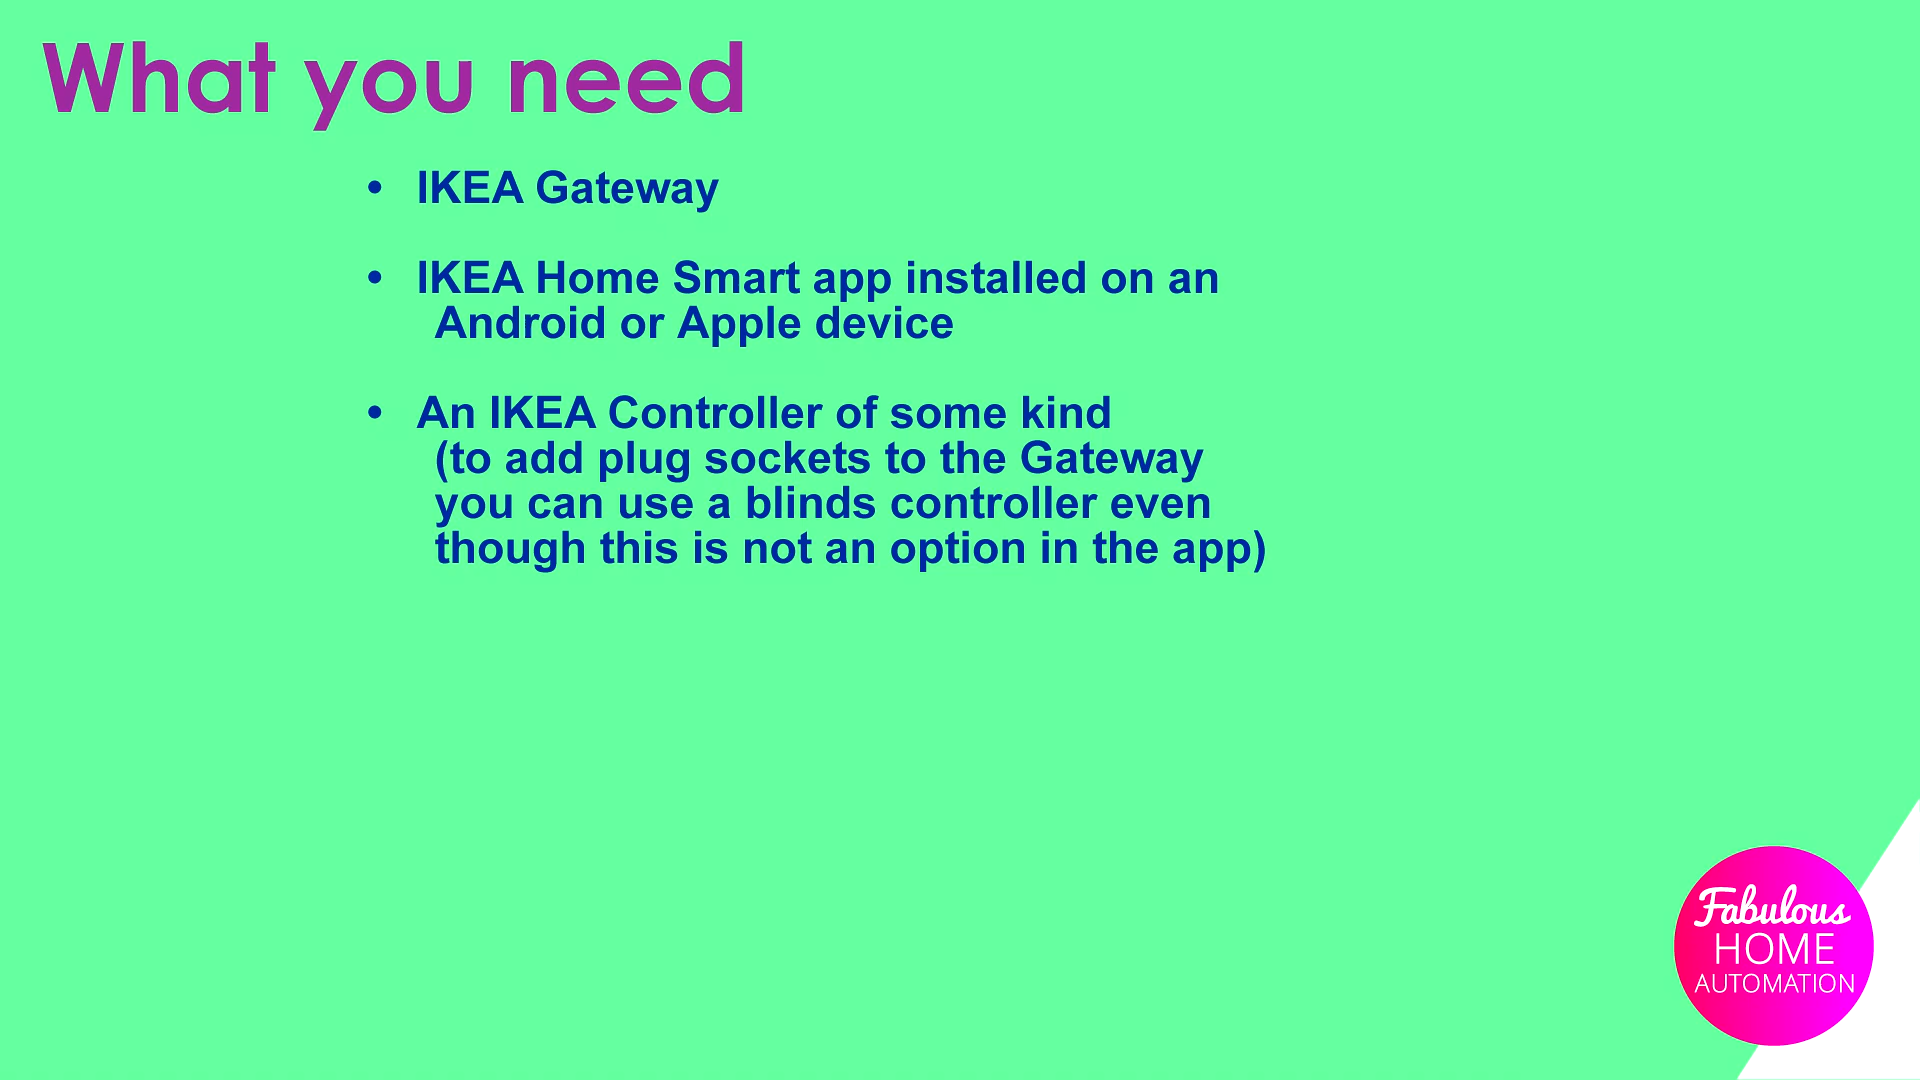 What you need
• IKEA Gateway
• IKEA Home Smart app installed on an
Android or Apple device
• An IKEA Controller of some kind
(to add plug sockets to the Gateway
you can use a blinds controller even
though this is not an option in the app)
Fabulous
HOME
AUTOMATION